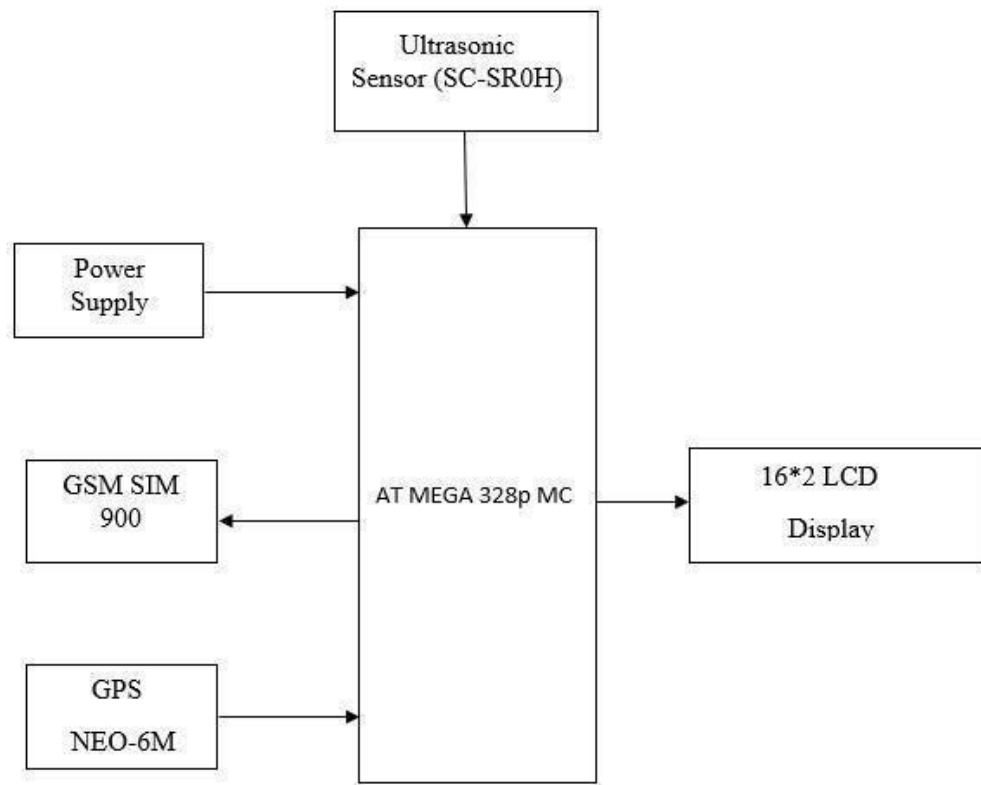 Ultrasonic
Sensor (SC-SR0H)
Power
Supply
GSM SIM
900
AT MEGA 328p MC
16*2 LCD
Display
GPS
NEO-6M